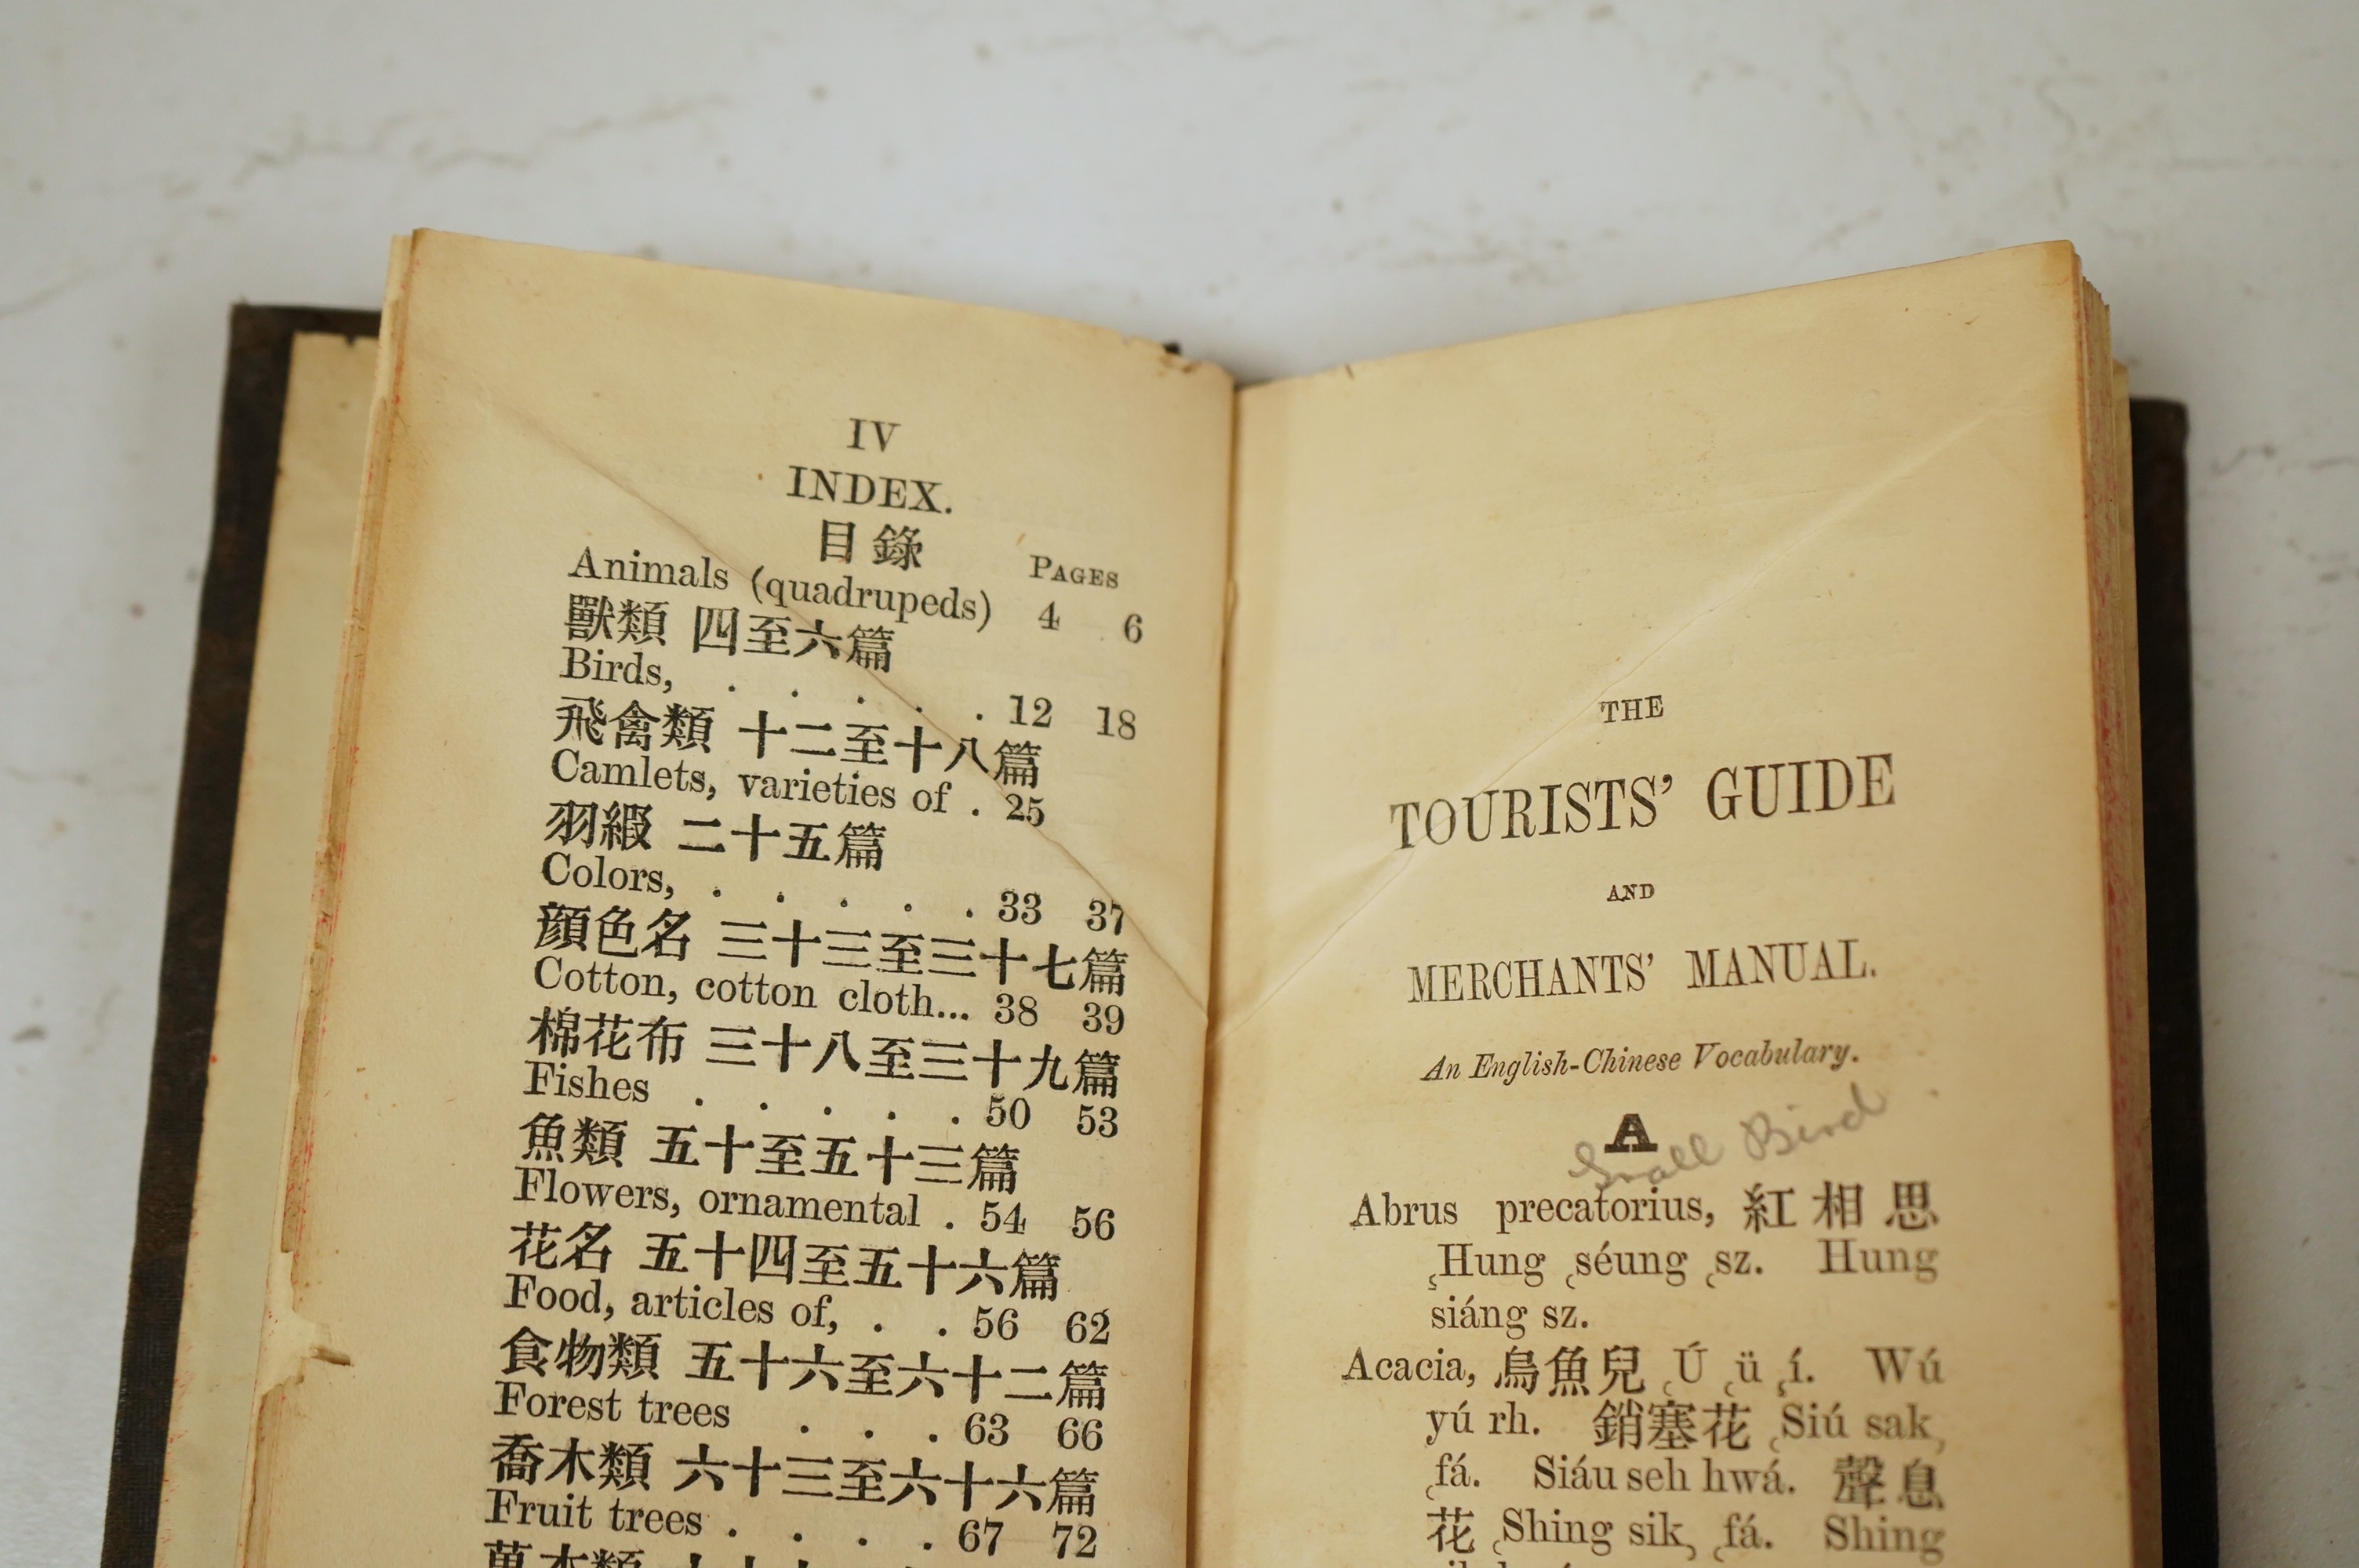 IV
INDEX.
目錄
PAGES
Animals (quadrupeds) 4 6
獸類 四至六篇
Birds, . . . . . 12 18
飛禽類 十二至十八篇
Camlets, varieties of . 25
羽緞 二十五篇
Colors, . . . . . 33 37
顏色名 三十三至三十七篇
Cotton, cotton cloth... 38 39
棉花布 三十八至三十九篇
Fishes . . . . . 50 53
魚類 五十至五十三篇
Flowers, ornamental . 54 56
花名 五十四至五十六篇
Food, articles of, . . 56 62
食物類 五十六至六十二篇
Forest trees . . . 63 66
喬木類 六十三至六十六篇
Fruit trees . . . . 67 72
THE
TOURISTS' GUIDE
AND
MERCHANTS' MANUAL.
An English-Chinese Vocabulary.
A
Small Bird
Abrus precatorius, 紅相思
͵Hung ͵séung ͵sz. Hung
siáng sz.
Acacia, 烏魚兒 ͵Ú ͵ü ͵í. Wú
yú rh. 銷塞花 ͵Siú sak͵
͵fá. Siáu seh hwá. 聲息
花 ͵Shing sik͵ ͵fá. Shing